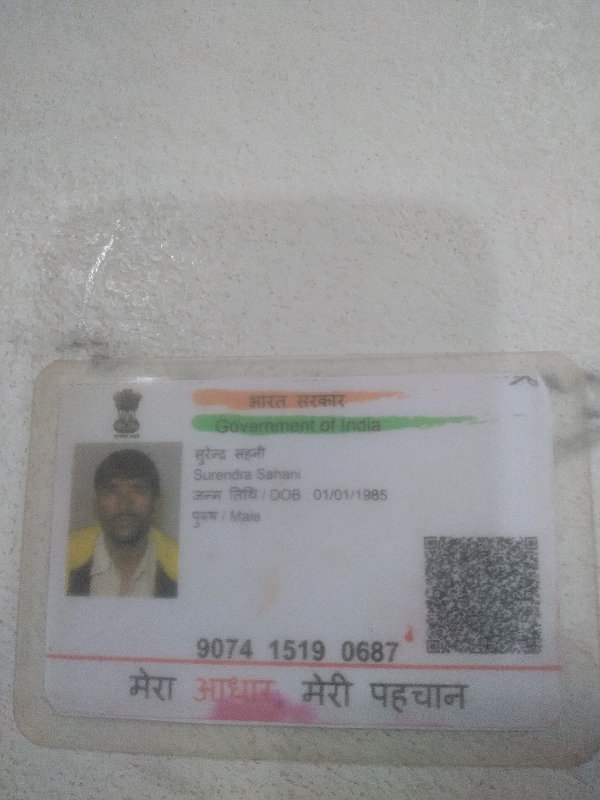 भारत सरकार
Government of India
सुरेन्द्र सहनी
Surendra Sahani
जन्म तिथि / DOB 01/01/1985
पुरुष / Male
9074 1519 0687
मेरा आधार, मेरी पहचान